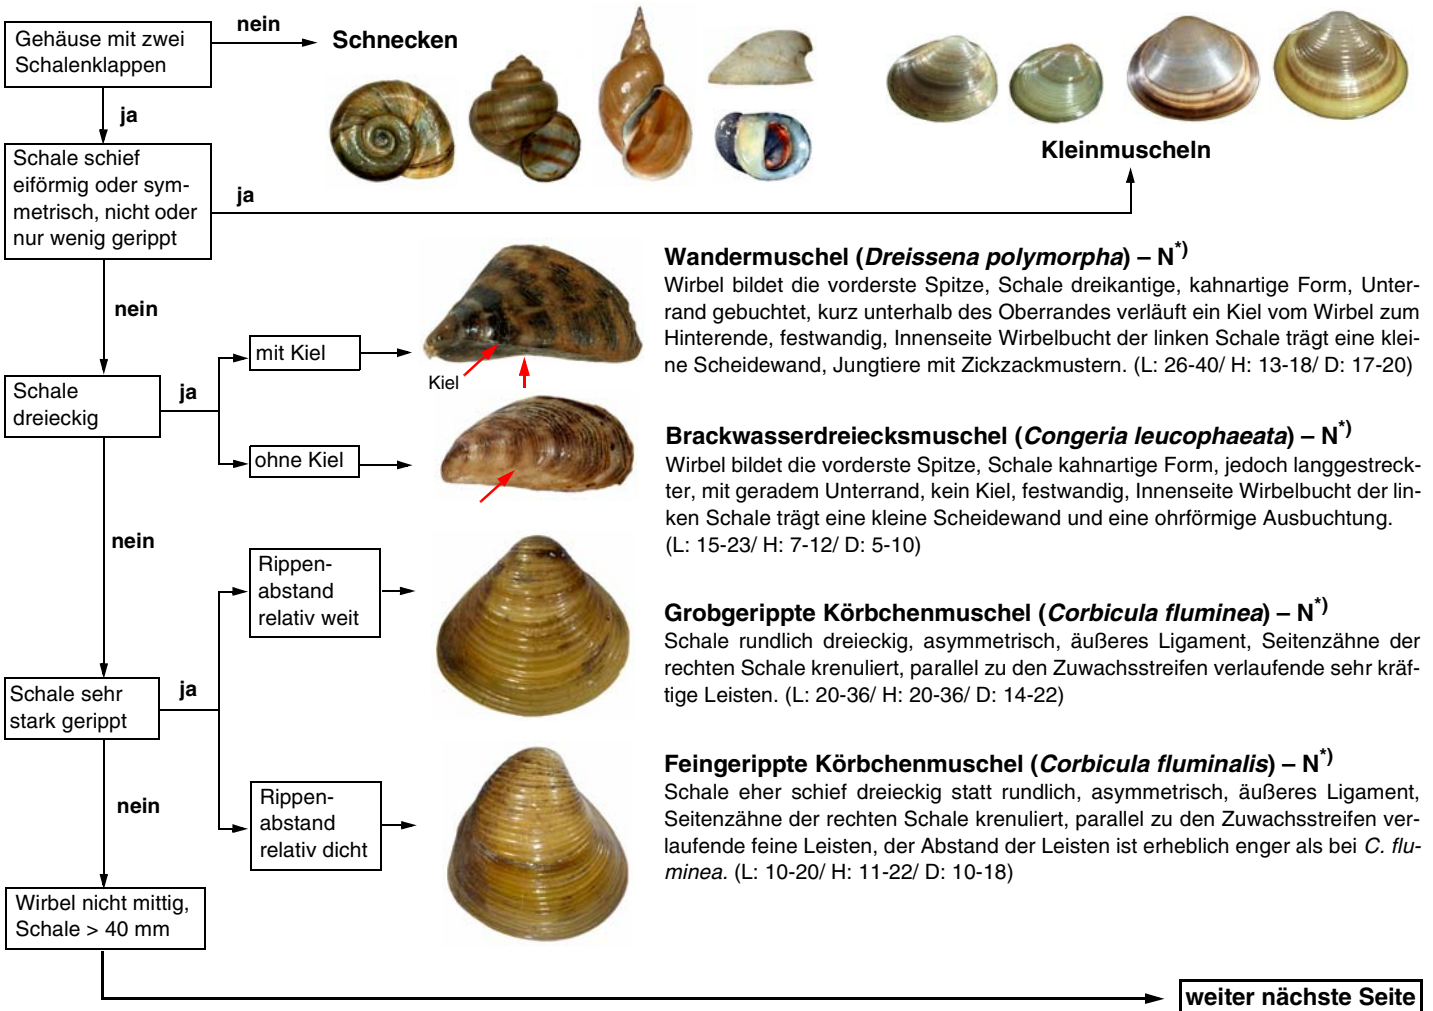 Gehäuse mit zwei
Schalenklappen
nein
Schnecken
ja
Kleinmuscheln
Schale schief
eiförmig oder sym-
metrisch, nicht oder
nur wenig gerippt
ja
nein
Wandermuschel (Dreissena polymorpha) – N*)
Wirbel bildet die vorderste Spitze, Schale dreikantige, kahnartige Form, Unter-
rand gebuchtet, kurz unterhalb des Oberrandes verläuft ein Kiel vom Wirbel zum
Hinterende, festwandig, Innenseite Wirbelbucht der linken Schale trägt eine klei-
ne Scheidewand, Jungtiere mit Zickzackmustern. (L: 26-40/ H: 13-18/ D: 17-20)
mit Kiel
Kiel
Schale
dreieckig
ja
ohne Kiel
Brackwasserdreiecksmuschel (Congeria leucophaeata) – N*)
Wirbel bildet die vorderste Spitze, Schale kahnartige Form, jedoch langgestreck-
ter, mit geradem Unterrand, kein Kiel, festwandig, Innenseite Wirbelbucht der lin-
ken Schale trägt eine kleine Scheidewand und eine ohrförmige Ausbuchtung.
(L: 15-23/ H: 7-12/ D: 5-10)
nein
Rippen-
abstand
relativ weit
Grobgerippte Körbchenmuschel (Corbicula fluminea) – N*)
Schale rundlich dreieckig, asymmetrisch, äußeres Ligament, Seitenzähne der
rechten Schale krenuliert, parallel zu den Zuwachsstreifen verlaufende sehr kräf-
tige Leisten. (L: 20-36/ H: 20-36/ D: 14-22)
Schale sehr
stark gerippt
ja
nein
Rippen-
abstand
relativ dicht
Feingerippte Körbchenmuschel (Corbicula fluminalis) – N*)
Schale eher schief dreieckig statt rundlich, asymmetrisch, äußeres Ligament,
Seitenzähne der rechten Schale krenuliert, parallel zu den Zuwachsstreifen ver-
laufende feine Leisten, der Abstand der Leisten ist erheblich enger als bei C. flu-
minea. (L: 10-20/ H: 11-22/ D: 10-18)
Wirbel nicht mittig,
Schale > 40 mm
weiter nächste Seite